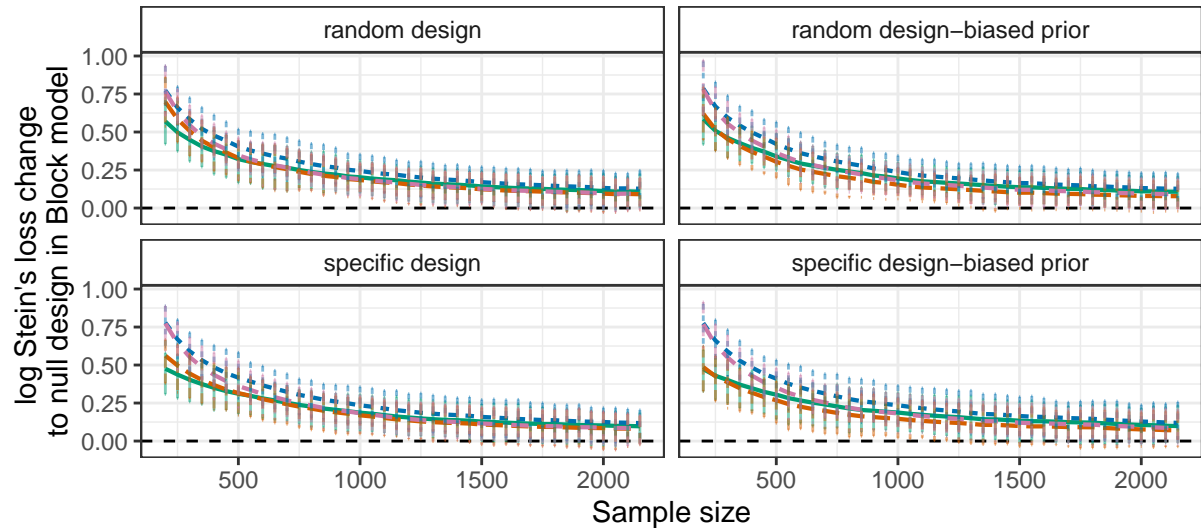 random design
random design−biased prior
1.00
0.75
0.50
0.25
0.00
specific design
specific design−biased prior
1.00
0.75
0.50
0.25
0.00
500
1000
1500
2000
500
1000
1500
2000
Sample size
log Stein's loss change
to null design in Block model